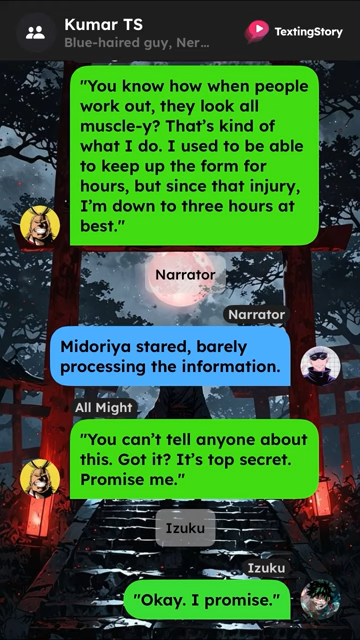 Kumar TS
Blue-haired guy, Ner...
TextingStory
"You know how when people
work out, they look all
muscle-y? That's kind of
what I do. I used to be able
to keep up the form for
hours, but since that injury,
I'm down to three hours at
best."
Narrator
Narrator
Midoriya stared, barely
processing the information.
All Might
"You can't tell anyone about
this. Got it? It's top secret.
Promise me."
Izuku
Izuku
"Okay. I promise."